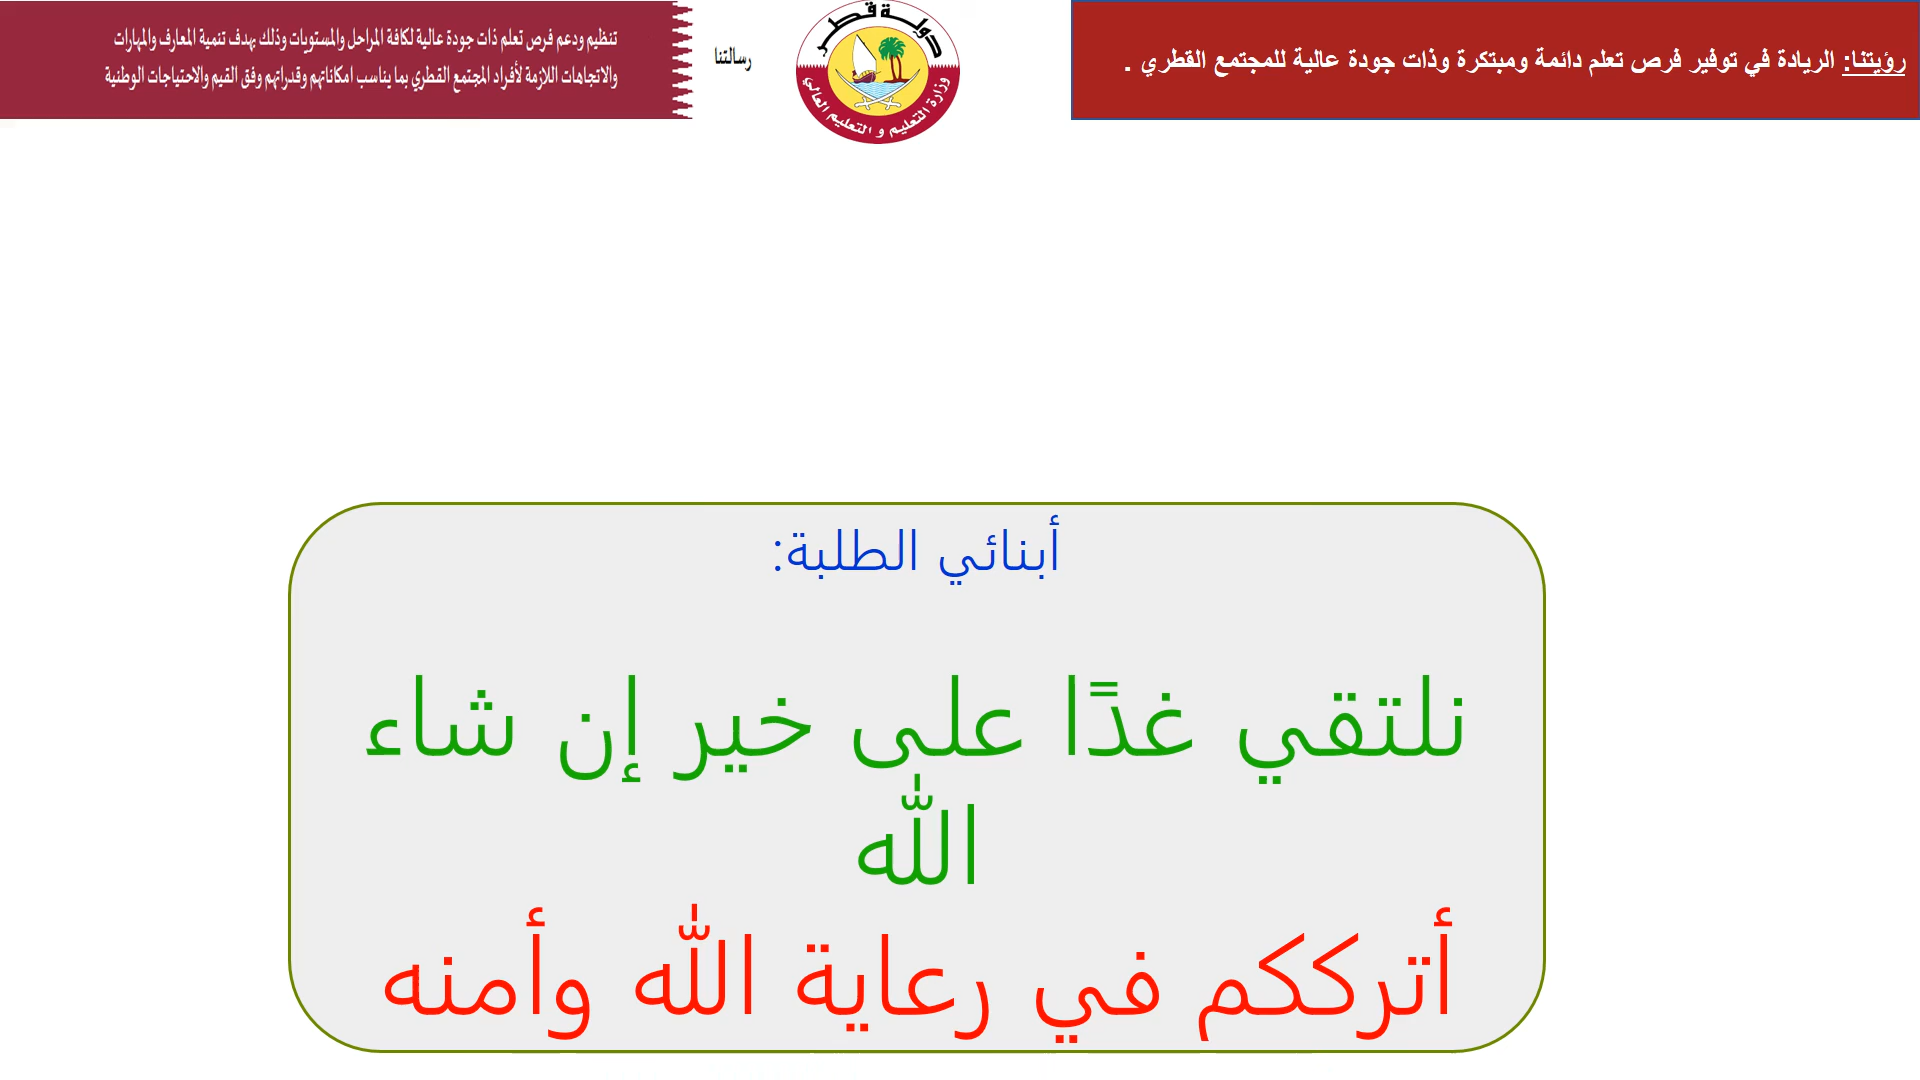 رؤيتنا: الريادة في توفير فرص تعلم دائمة ومبتكرة وذات جودة عالية للمجتمع القطري .
دولة قطر
وزارة التعليم و التعليم العالي
رسالتنا
تنظيم ودعم فرص تعلم ذات جودة عالية لكافة المراحل والمستويات وذلك بهدف تنمية المعارف والمهارات
والاتجاهات اللازمة لأفراد المجتمع القطري بما يناسب امكاناتهم وقدراتهم وفق القيم والاحتياجات الوطنية
أبنائي الطلبة:
نلتقي غدًا على خير إن شاء
الله
أترككم في رعاية الله وأمنه